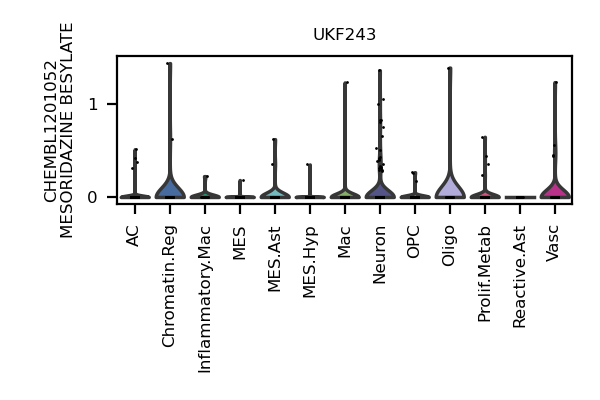 UKF243
CHEMBL1201052
MESORIDAZINE BESYLATE
1
0
AC
Chromatin.Reg
Inflammatory.Mac
MES
MES.Ast
MES.Hyp
Mac
Neuron
OPC
Oligo
Prolif.Metab
Reactive.Ast
Vasc